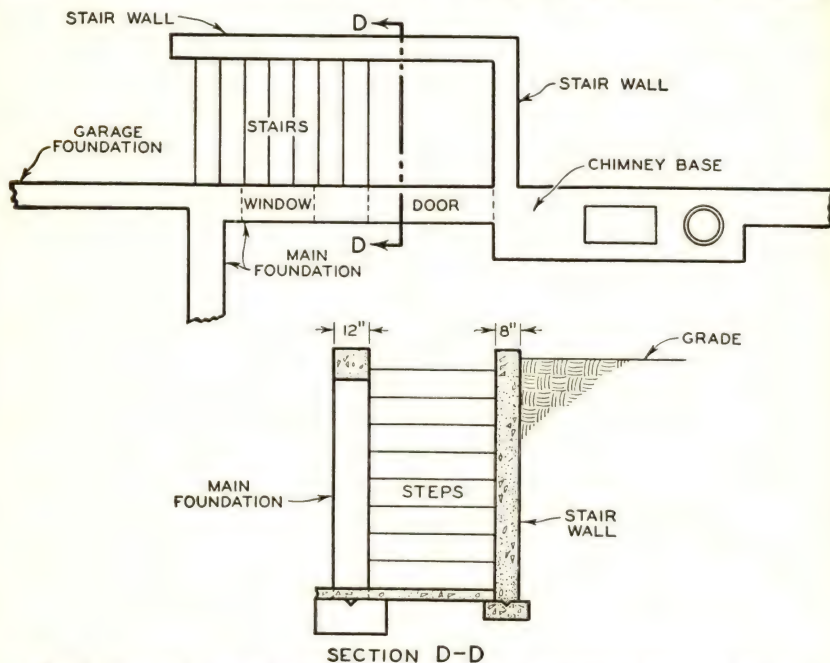 STAIR WALL
D
STAIR WALL
STAIRS
GARAGE
FOUNDATION
CHIMNEY BASE
WINDOW
DOOR
D
MAIN
FOUNDATION
12"
8"
GRADE
MAIN
FOUNDATION
STEPS
STAIR
WALL
SECTION D-D